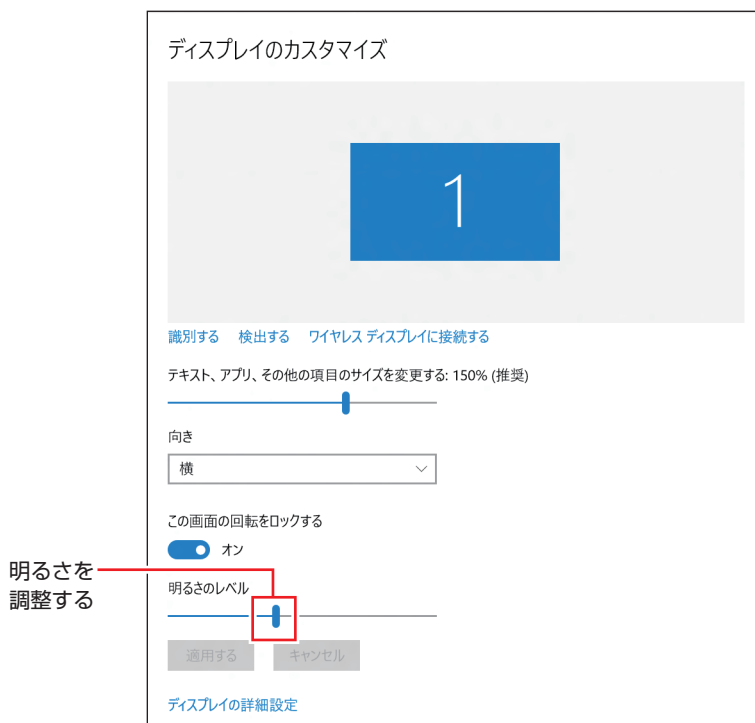 ディスプレイのカスタマイズ
1
識別する 検出する ワイヤレス ディスプレイに接続する
テキスト、アプリ、その他の項目のサイズを変更する: 150% (推奨)
向き
横
この画面の回転をロックする
オン
明るさを
調整する
明るさのレベル
適用する キャンセル
ディスプレイの詳細設定